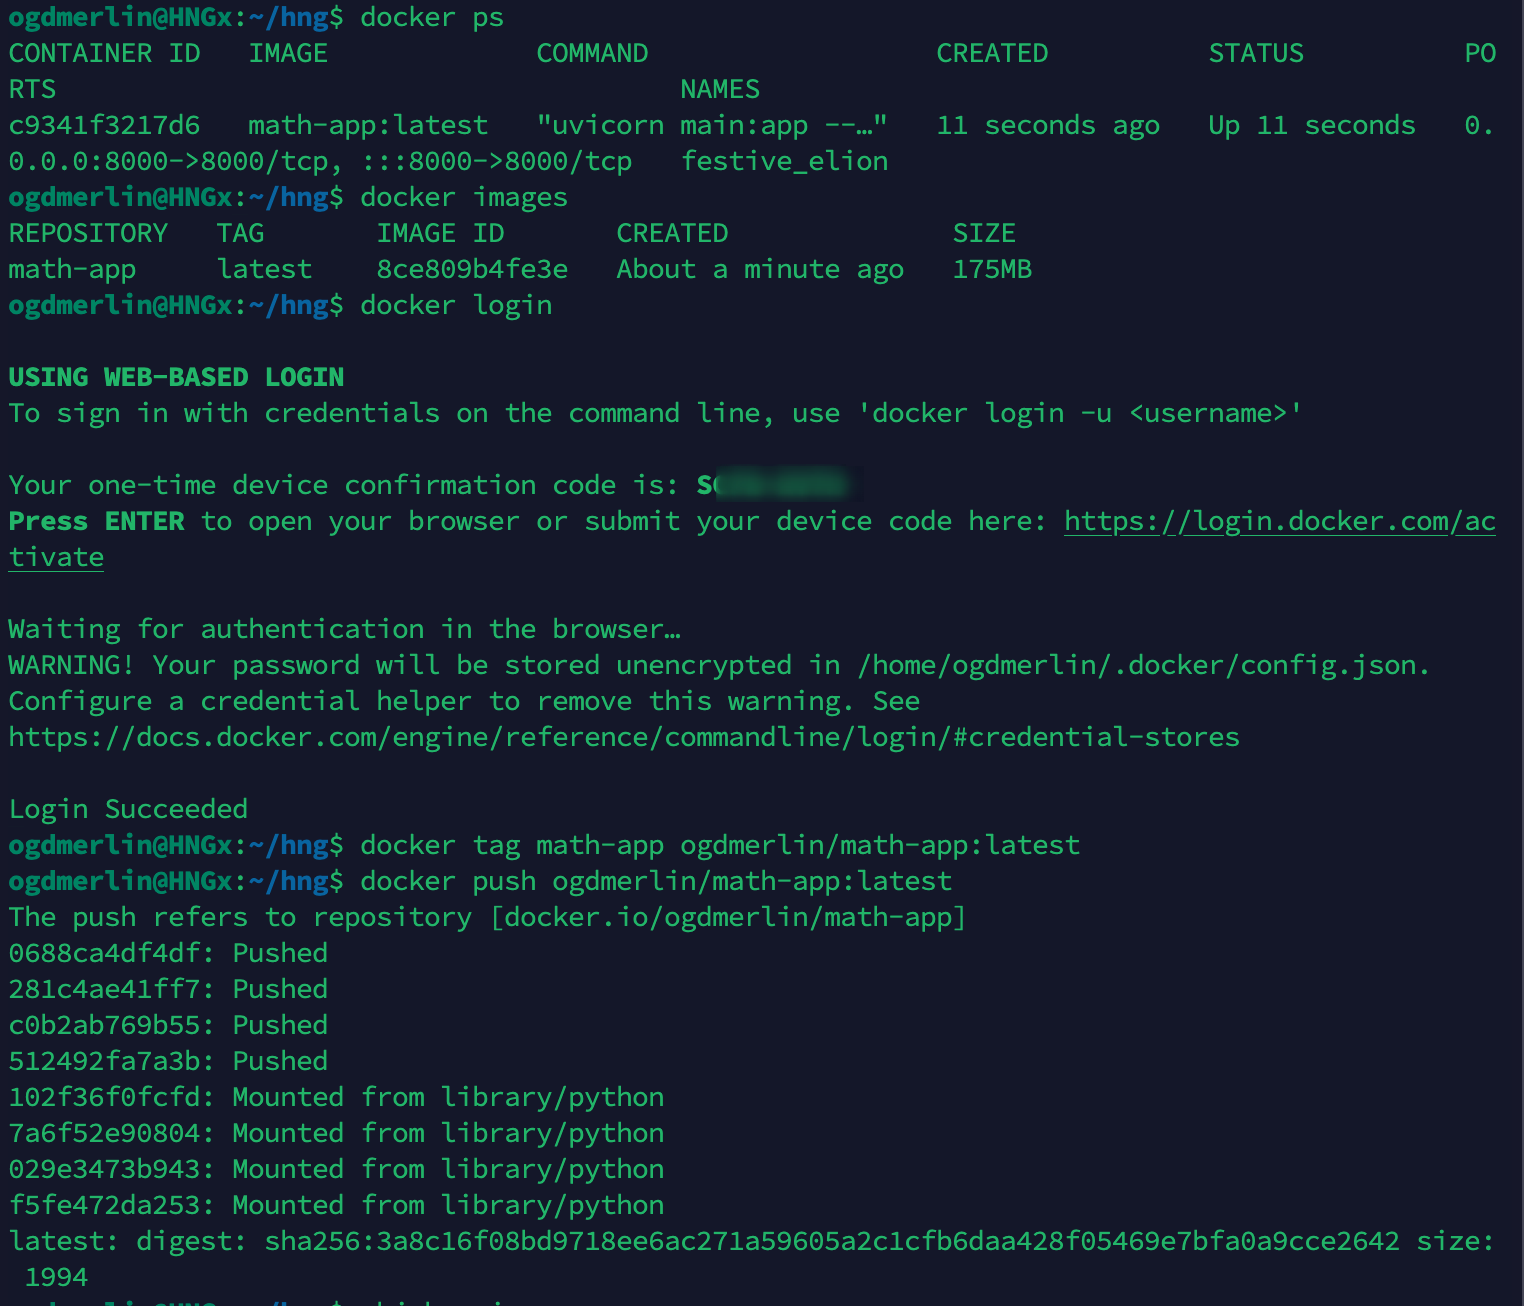 ogdmerlin@HNGx:~/hng$ docker ps
CONTAINER ID   IMAGE             COMMAND                  CREATED          STATUS          PO
RTS                                       NAMES
c9341f3217d6   math-app:latest   "uvicorn main:app --…"   11 seconds ago   Up 11 seconds   0.
0.0.0:8000->8000/tcp, :::8000->8000/tcp   festive_elion
ogdmerlin@HNGx:~/hng$ docker images
REPOSITORY   TAG       IMAGE ID       CREATED              SIZE
math-app     latest    8ce809b4fe3e   About a minute ago   175MB
ogdmerlin@HNGx:~/hng$ docker login
USING WEB-BASED LOGIN
To sign in with credentials on the command line, use 'docker login -u <username>'
Your one-time device confirmation code is:
Press ENTER to open your browser or submit your device code here: https://login.docker.com/ac
tivate
Waiting for authentication in the browser…
WARNING! Your password will be stored unencrypted in /home/ogdmerlin/.docker/config.json.
Configure a credential helper to remove this warning. See
https://docs.docker.com/engine/reference/commandline/login/#credential-stores
Login Succeeded
ogdmerlin@HNGx:~/hng$ docker tag math-app ogdmerlin/math-app:latest
ogdmerlin@HNGx:~/hng$ docker push ogdmerlin/math-app:latest
The push refers to repository [docker.io/ogdmerlin/math-app]
0688ca4df4df: Pushed
281c4ae41ff7: Pushed
c0b2ab769b55: Pushed
512492fa7a3b: Pushed
102f36f0fcfd: Mounted from library/python
7a6f52e90804: Mounted from library/python
029e3473b943: Mounted from library/python
f5fe472da253: Mounted from library/python
latest: digest: sha256:3a8c16f08bd9718ee6ac271a59605a2c1cfb6daa428f05469e7bfa0a9cce2642 size:
 1994